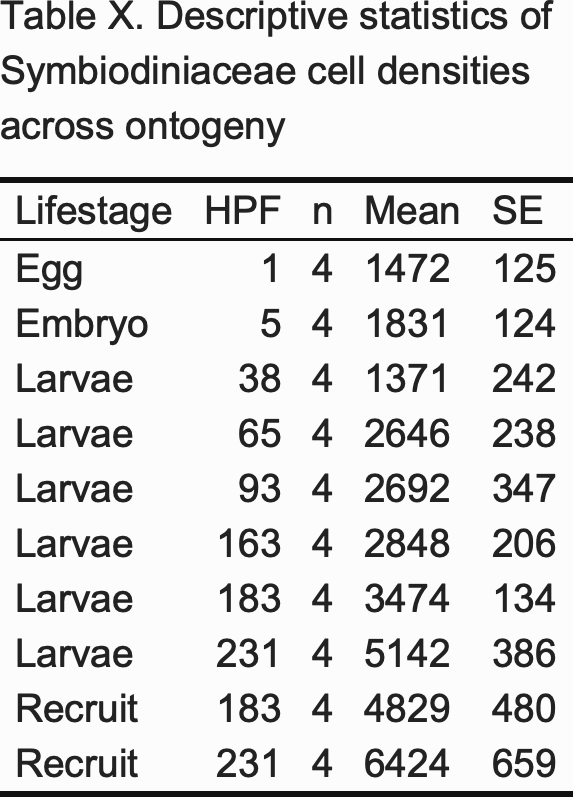 Table X. Descriptive statistics of
Symbiodiniaceae cell densities
across ontogeny
Lifestage HPF n Mean SE
Egg 1 4 1472 125
Embryo 5 4 1831 124
Larvae 38 4 1371 242
Larvae 65 4 2646 238
Larvae 93 4 2692 347
Larvae 163 4 2848 206
Larvae 183 4 3474 134
Larvae 231 4 5142 386
Recruit 183 4 4829 480
Recruit 231 4 6424 659